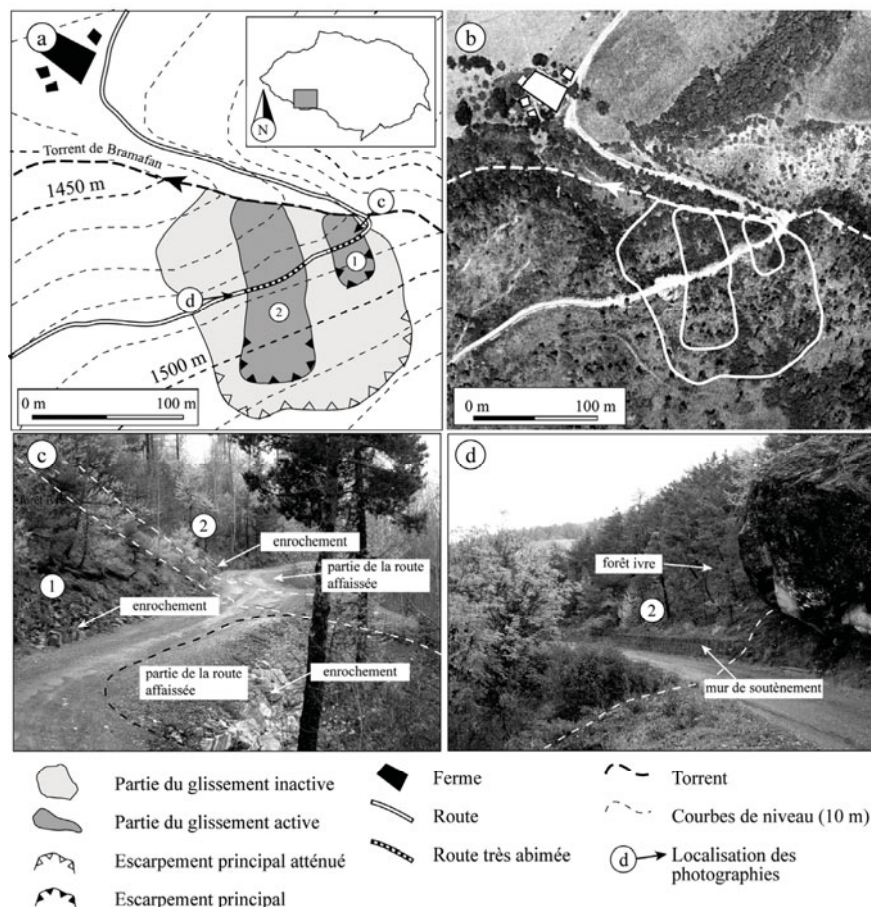 a
N
Torrent de Bramafan
1450 m
c
1
d
2
1500 m
0 m
100 m
b
0 m
100 m
c
2
enrochement
partie de la route
affaissée
1
enrochement
partie de la route
affaissée
enrochement
d
forêt ivre
2
mur de soutènement
Partie du glissement inactive
Partie du glissement active
Escarpement principal atténué
Escarpement principal
Ferme
Route
Route très abimée
Torrent
Courbes de niveau (10 m)
d
Localisation des
photographies